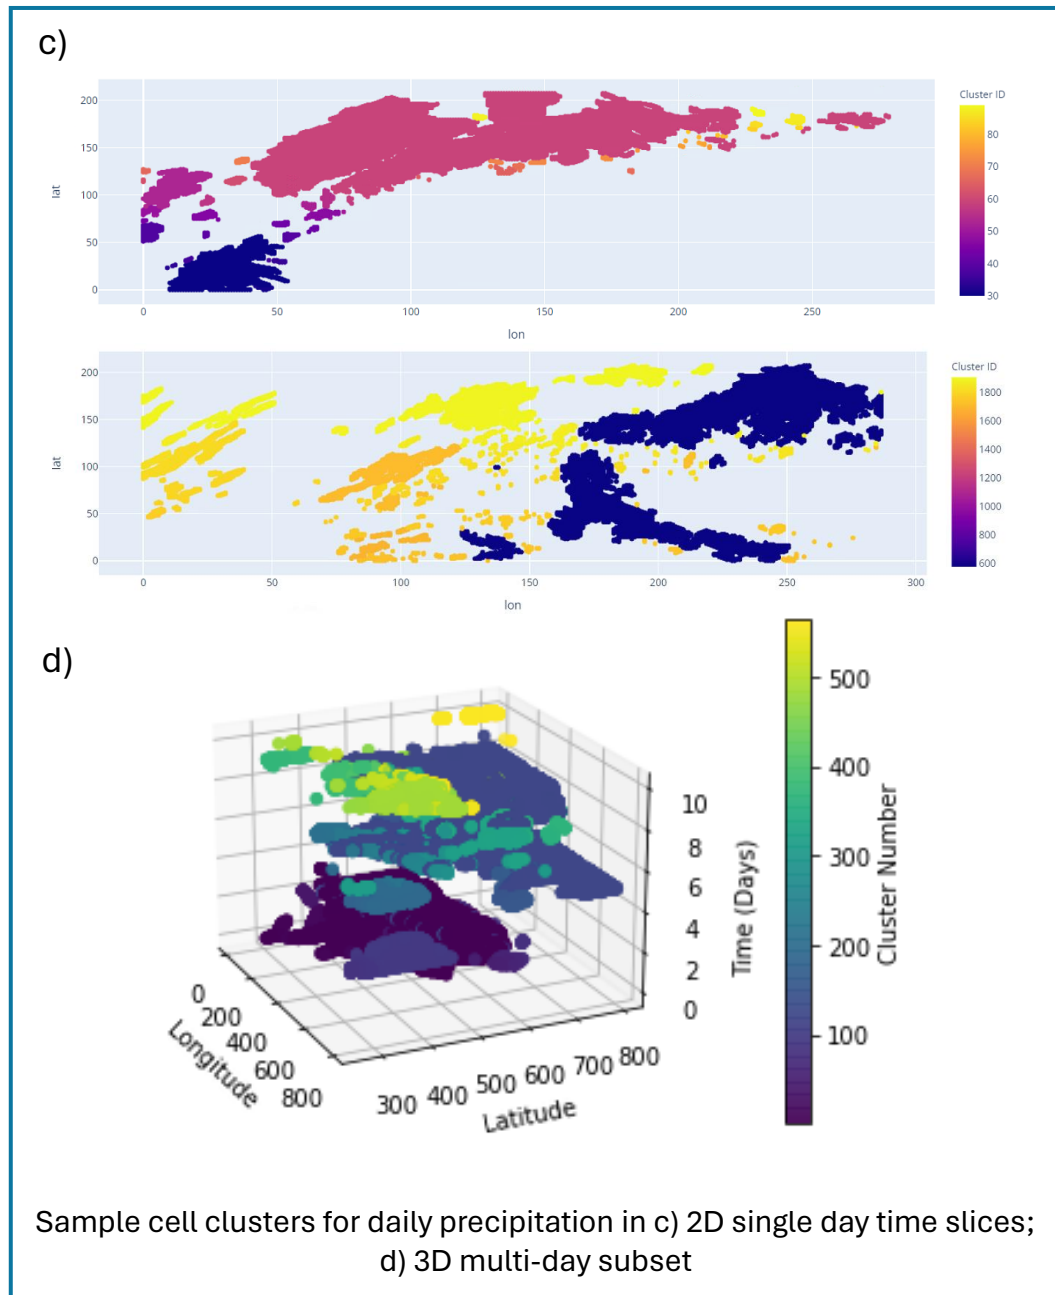 c)
Cluster ID
200
150
100
50
0
lat
80
70
60
50
40
30
0 50 100 150 200 250
lon
Cluster ID
200
150
100
50
0
lat
1800
1600
1400
1200
1000
800
600
0 50 100 150 200 250 300
lon
d)
500
400
300
200
100
Cluster Number
10
8
6
4
2
0
Time (Days)
0
200
400
600
800
Longitude
300 400 500 600 700 800
Latitude
Sample cell clusters for daily precipitation in c) 2D single day time slices;
d) 3D multi-day subset